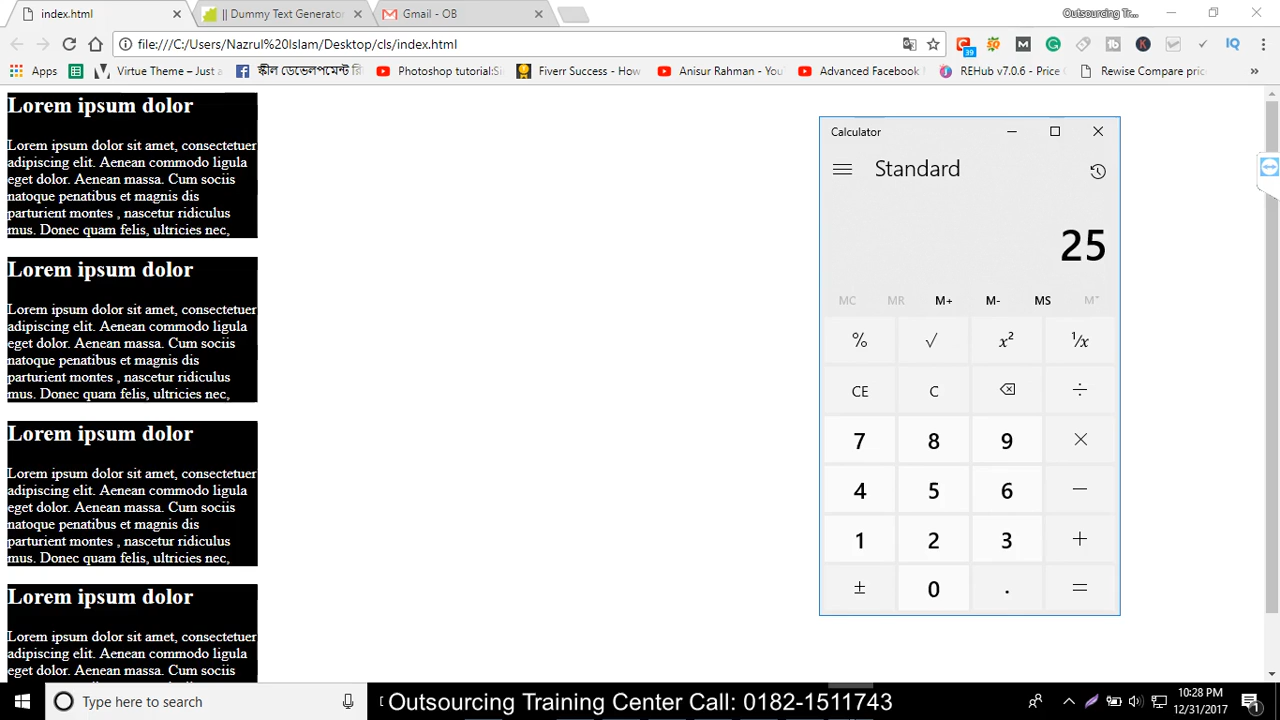 index.html
|| Dummy Text Generator
Gmail - OB
Outsourcing Tr...
file:///C:/Users/Nazrul%20Islam/Desktop/cls/index.html
39
IQ
Apps
Virtue Theme – Just a
স্কীল ডেভেলপমেন্ট
Photoshop tutorial:S
Fiverr Success - How
Anisur Rahman - You
Advanced Facebook
REHub v7.0.6 - Price C
Rewise Compare pric
»
Lorem ipsum dolor
Lorem ipsum dolor sit amet, consectetuer
adipiscing elit. Aenean commodo ligula
eget dolor. Aenean massa. Cum sociis
natoque penatibus et magnis dis
parturient montes , nascetur ridiculus
mus. Donec quam felis, ultricies nec,
Lorem ipsum dolor
Lorem ipsum dolor sit amet, consectetuer
adipiscing elit. Aenean commodo ligula
eget dolor. Aenean massa. Cum sociis
natoque penatibus et magnis dis
parturient montes , nascetur ridiculus
mus. Donec quam felis, ultricies nec,
Lorem ipsum dolor
Lorem ipsum dolor sit amet, consectetuer
adipiscing elit. Aenean commodo ligula
eget dolor. Aenean massa. Cum sociis
natoque penatibus et magnis dis
parturient montes , nascetur ridiculus
mus. Donec quam felis, ultricies nec,
Lorem ipsum dolor
Lorem ipsum dolor sit amet, consectetuer
adipiscing elit. Aenean commodo ligula
eget dolor. Aenean massa. Cum sociis
Calculator
Standard
25
MC MR M+ M- MS M˅
% √ x² ¹/x
CE C ÷
7 8 9 ×
4 5 6 −
1 2 3 +
± 0 . =
Type here to search
Outsourcing Training Center Call: 0182-1511743
10:28 PM
12/31/2017
1